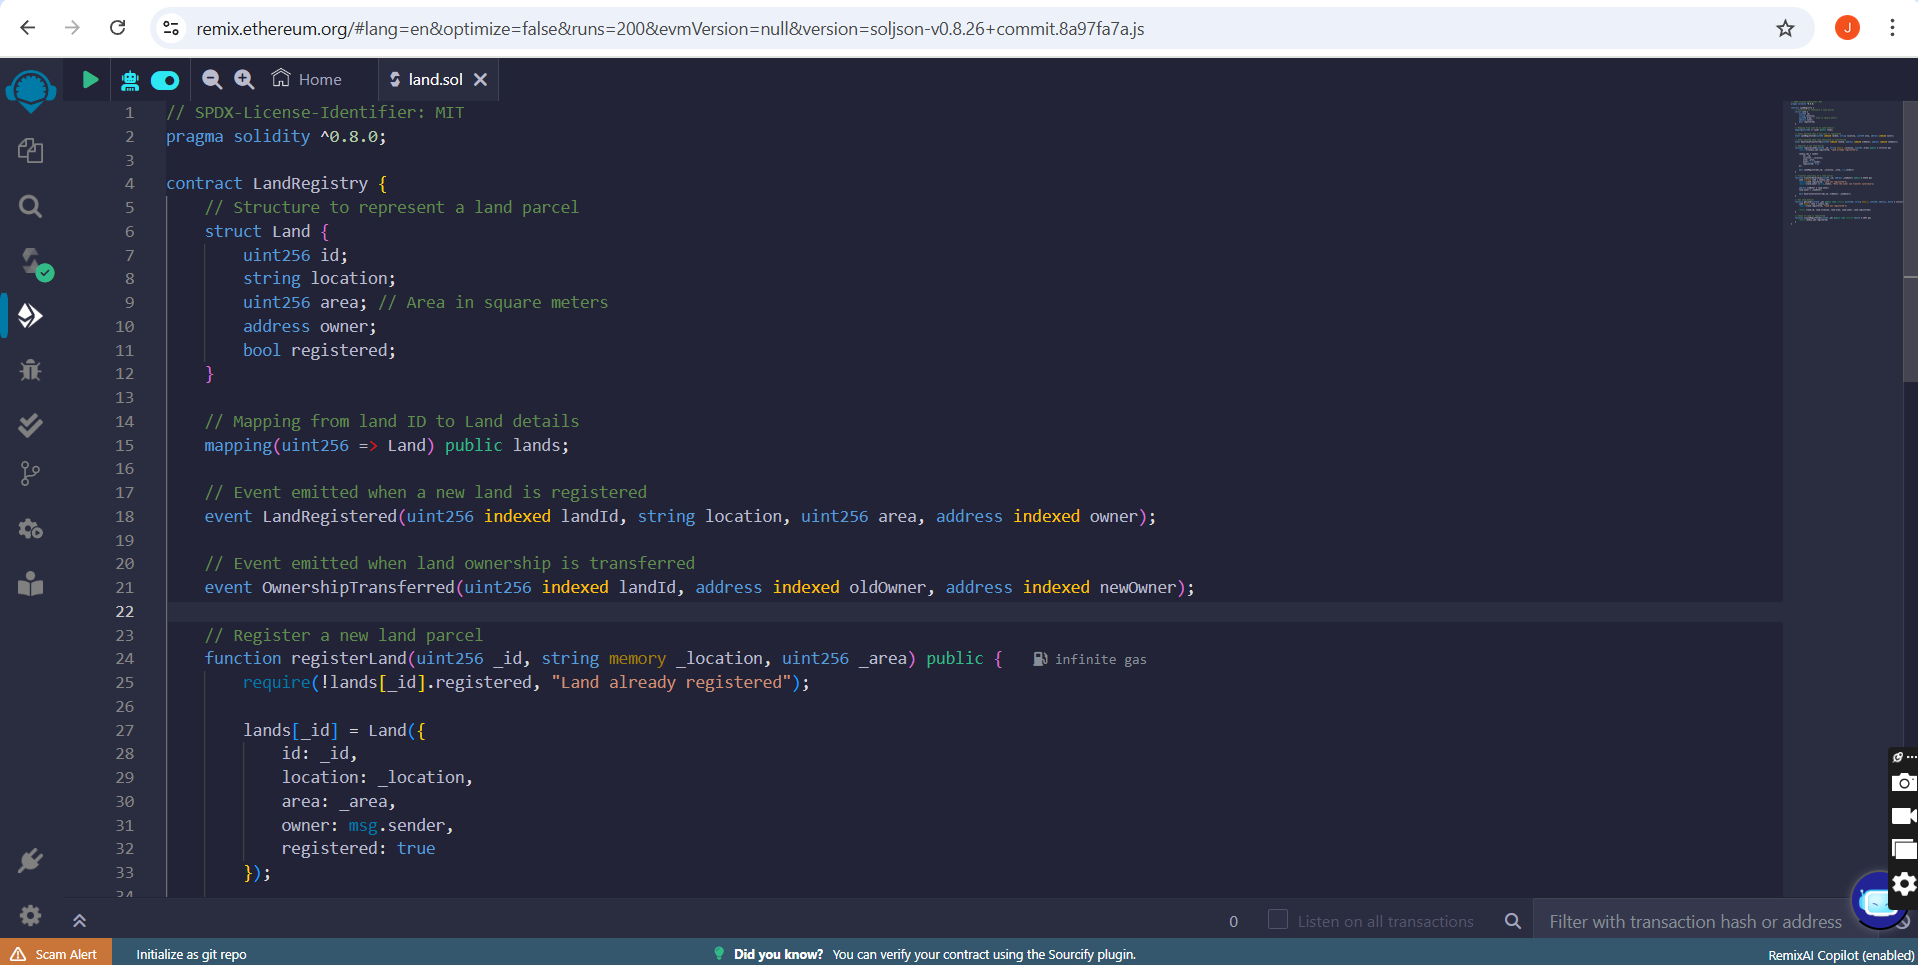 remix.ethereum.org/#lang=en&optimize=false&runs=200&evmVersion=null&version=soljson-v0.8.26+commit.8a97fa7a.js
J
Home
land.sol
1 // SPDX-License-Identifier: MIT
2 pragma solidity ^0.8.0;
3
4 contract LandRegistry {
5 // Structure to represent a land parcel
6 struct Land {
7 uint256 id;
8 string location;
9 uint256 area; // Area in square meters
10 address owner;
11 bool registered;
12 }
13
14 // Mapping from land ID to Land details
15 mapping(uint256 => Land) public lands;
16
17 // Event emitted when a new land is registered
18 event LandRegistered(uint256 indexed landId, string location, uint256 area, address indexed owner);
19
20 // Event emitted when land ownership is transferred
21 event OwnershipTransferred(uint256 indexed landId, address indexed oldOwner, address indexed newOwner);
22
23 // Register a new land parcel
24 function registerLand(uint256 _id, string memory _location, uint256 _area) public { infinite gas
25 require(!lands[_id].registered, "Land already registered");
26
27 lands[_id] = Land({
28 id: _id,
29 location: _location,
30 area: _area,
31 owner: msg.sender,
32 registered: true
33 });
34
0
Listen on all transactions
Filter with transaction hash or address
Scam Alert
Initialize as git repo
Did you know? You can verify your contract using the Sourcify plugin.
RemixAI Copilot (enabled)